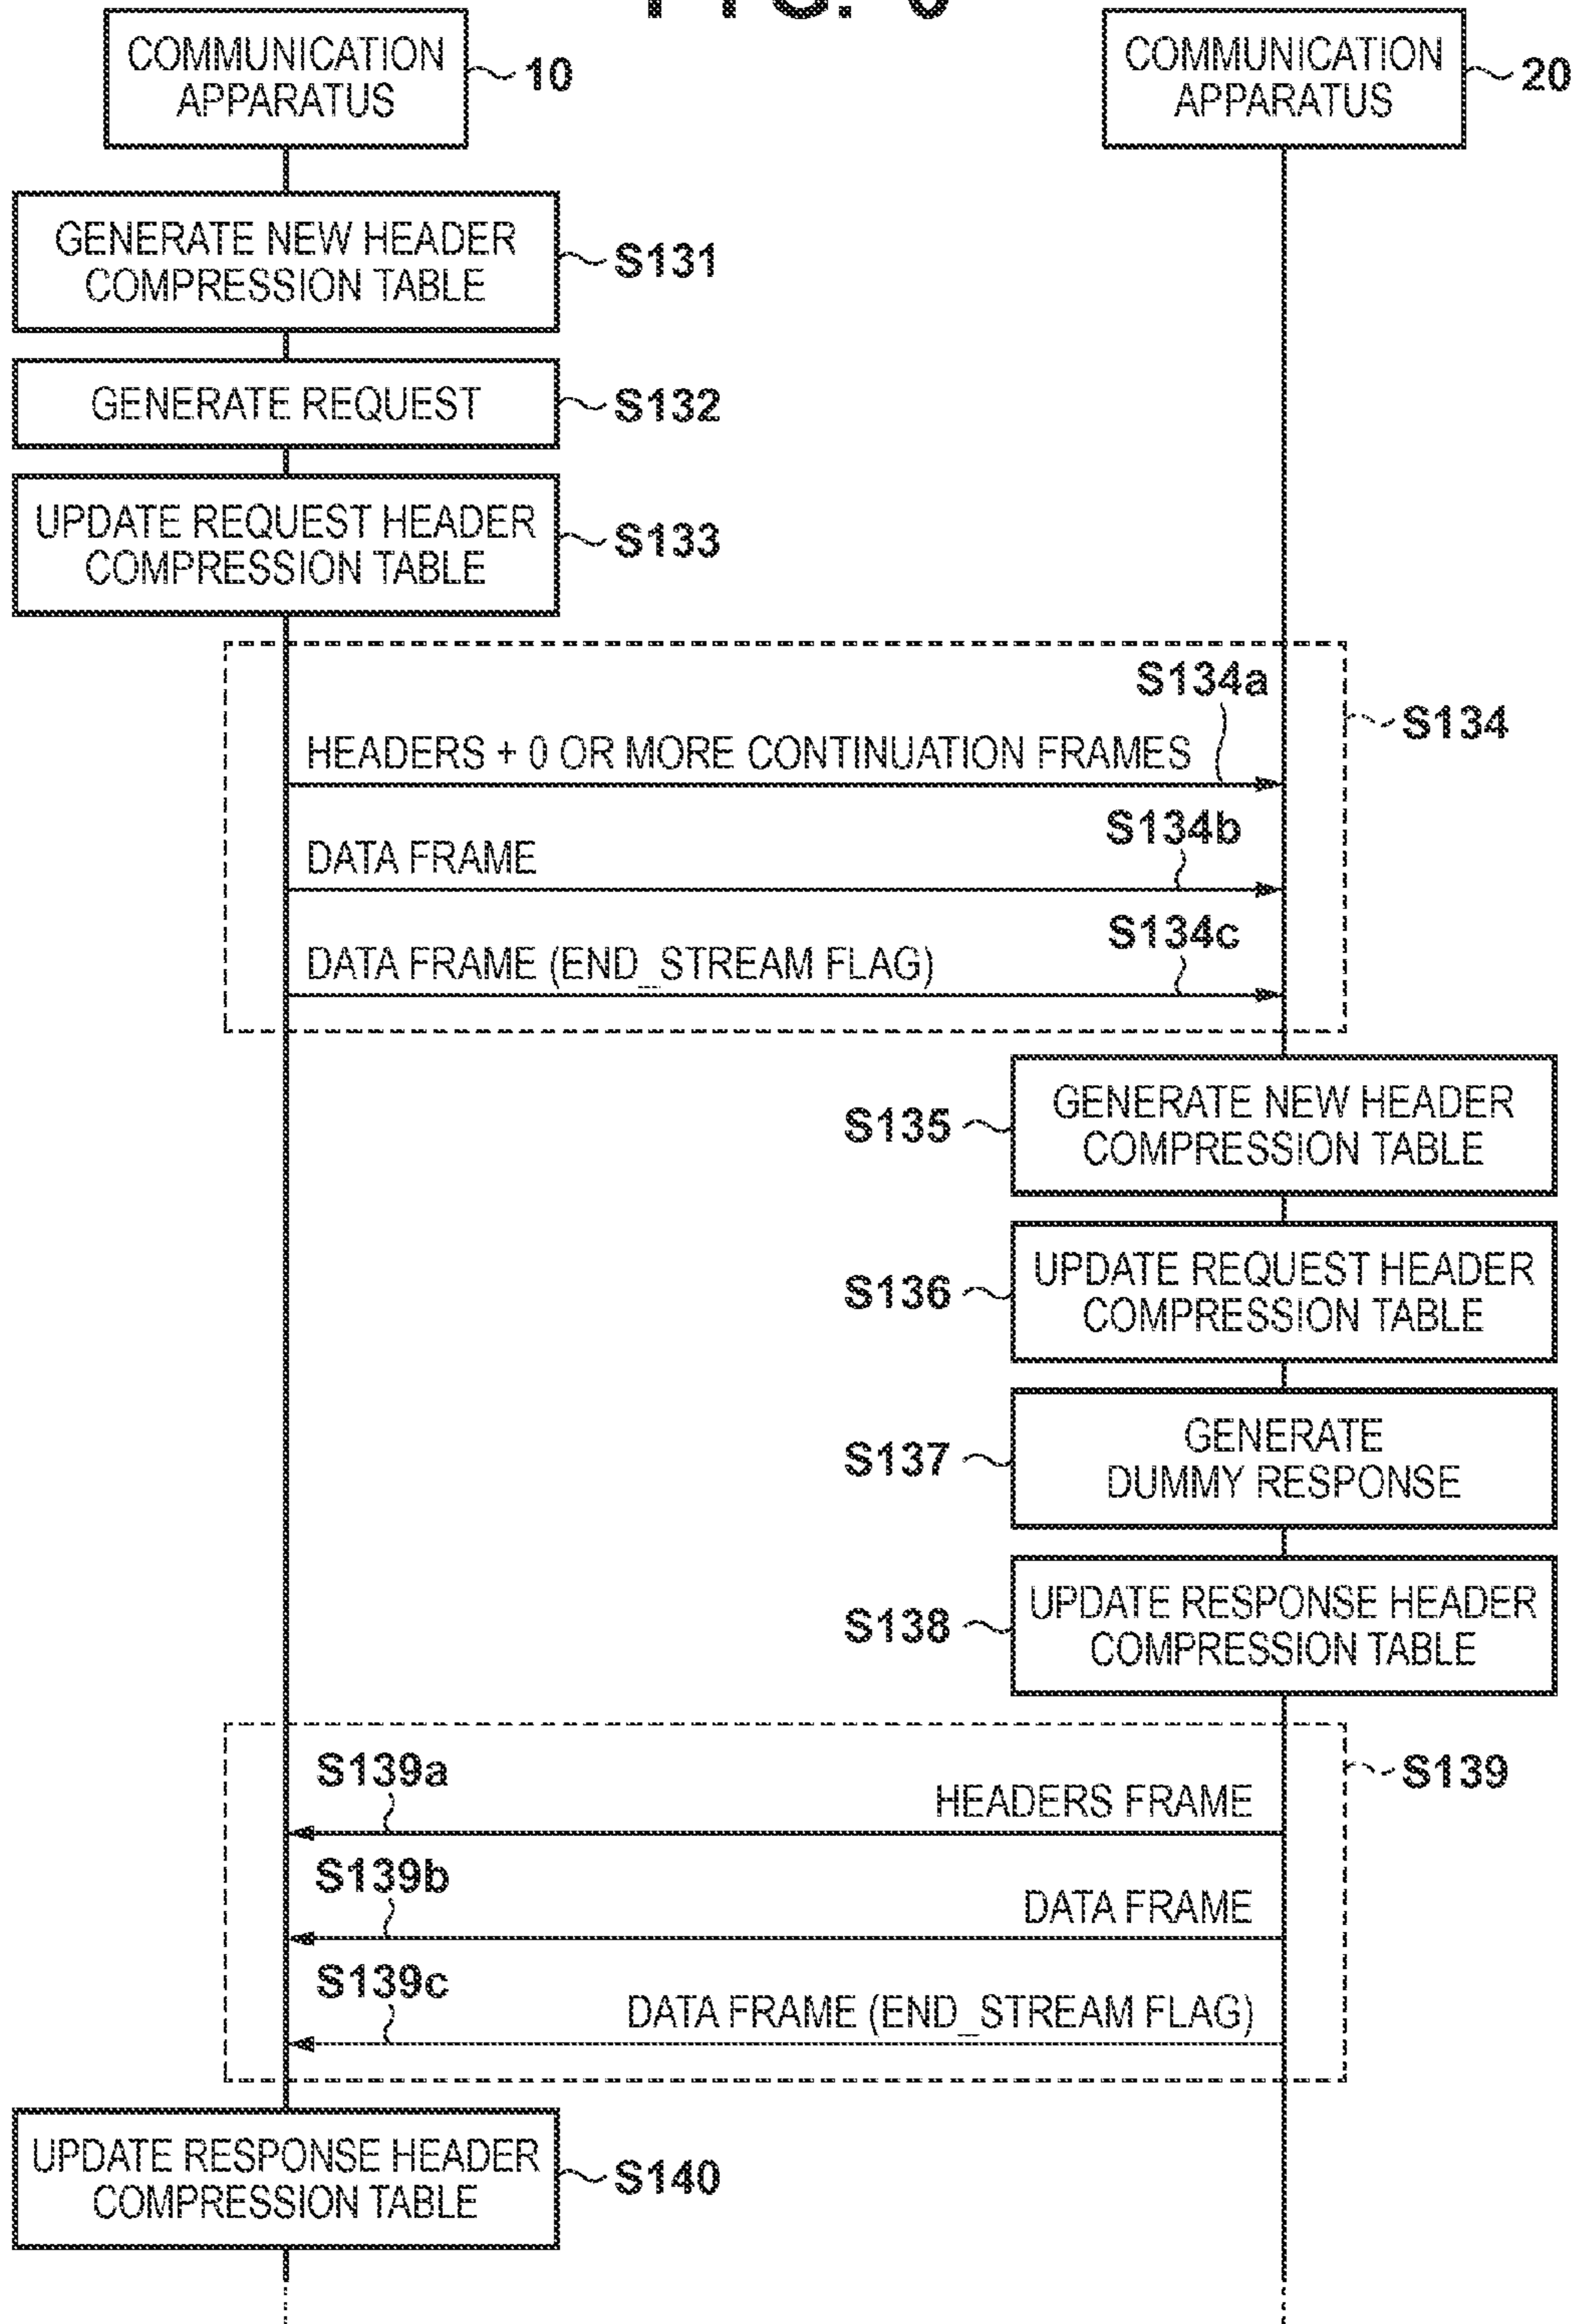 COMMUNICATION
APPARATUS
10
COMMUNICATION
APPARATUS
20
GENERATE NEW HEADER
COMPRESSION TABLE
S131
GENERATE REQUEST
S132
UPDATE REQUEST HEADER
COMPRESSION TABLE
S133
S134a
S134
HEADERS + 0 OR MORE CONTINUATION FRAMES
S134b
DATA FRAME
S134c
DATA FRAME (END_STREAM FLAG)
S135
GENERATE NEW HEADER
COMPRESSION TABLE
S136
UPDATE REQUEST HEADER
COMPRESSION TABLE
S137
GENERATE
DUMMY RESPONSE
S138
UPDATE RESPONSE HEADER
COMPRESSION TABLE
S139a
S139
HEADERS FRAME
S139b
DATA FRAME
S139c
DATA FRAME (END_STREAM FLAG)
UPDATE RESPONSE HEADER
COMPRESSION TABLE
S140